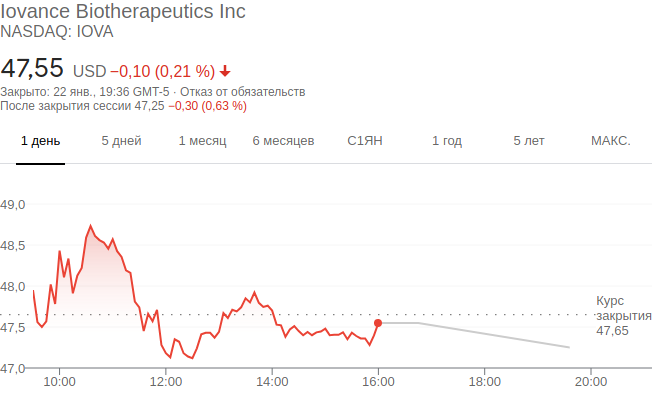 Iovance Biotherapeutics Inc
NASDAQ: IOVA
47,55 USD −0,10 (0,21 %)
Закрыто: 22 янв., 19:36 GMT-5 · Отказ от обязательств
После закрытия сессии 47,25 −0,30 (0,63 %)
1 день 5 дней 1 месяц 6 месяцев С1ЯН 1 год 5 лет МАКС.
49,0
48,5
48,0
Курс
закрытия
47,65
47,5
47,0
10:00 12:00 14:00 16:00 18:00 20:00